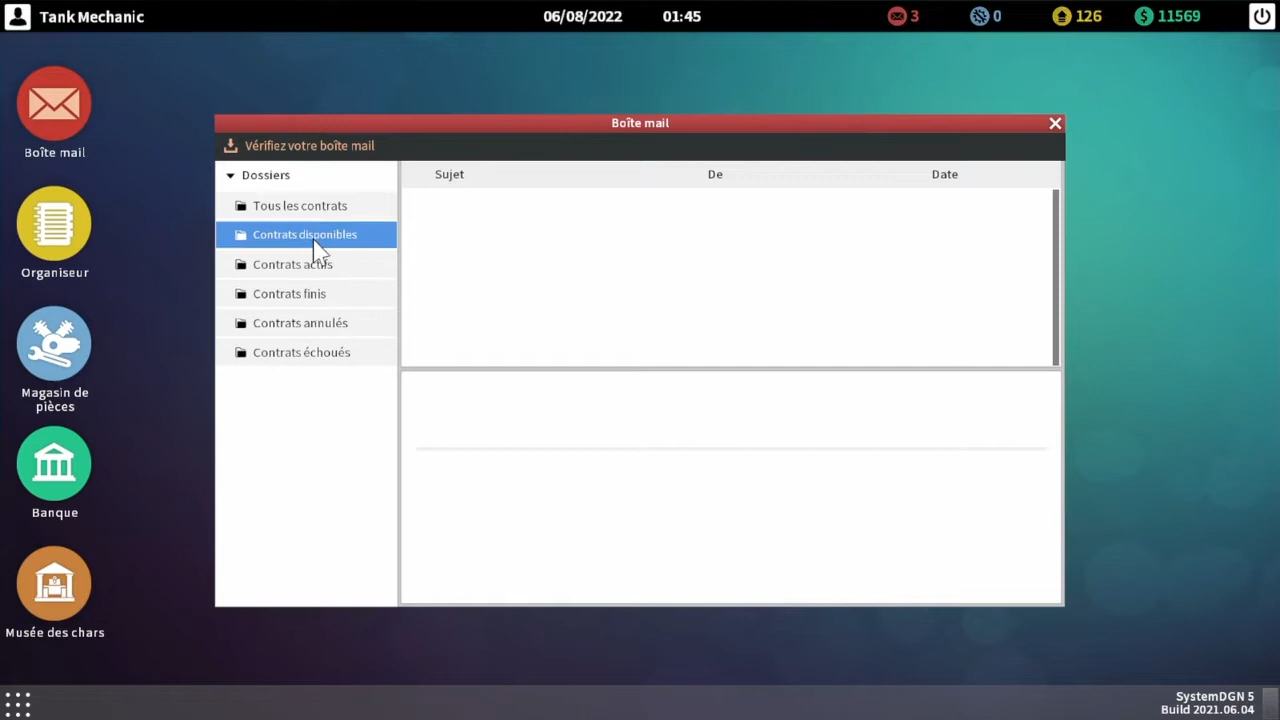 Tank Mechanic
06/08/2022
01:45
3
0
126
11569
Boîte mail
Organiseur
Magasin de
pièces
Banque
Musée des chars
Boîte mail
Vérifiez votre boîte mail
Dossiers
Tous les contrats
Contrats disponibles
Contrats actifs
Contrats finis
Contrats annulés
Contrats échoués
Sujet
De
Date
SystemDGN 5
Build 2021.06.04